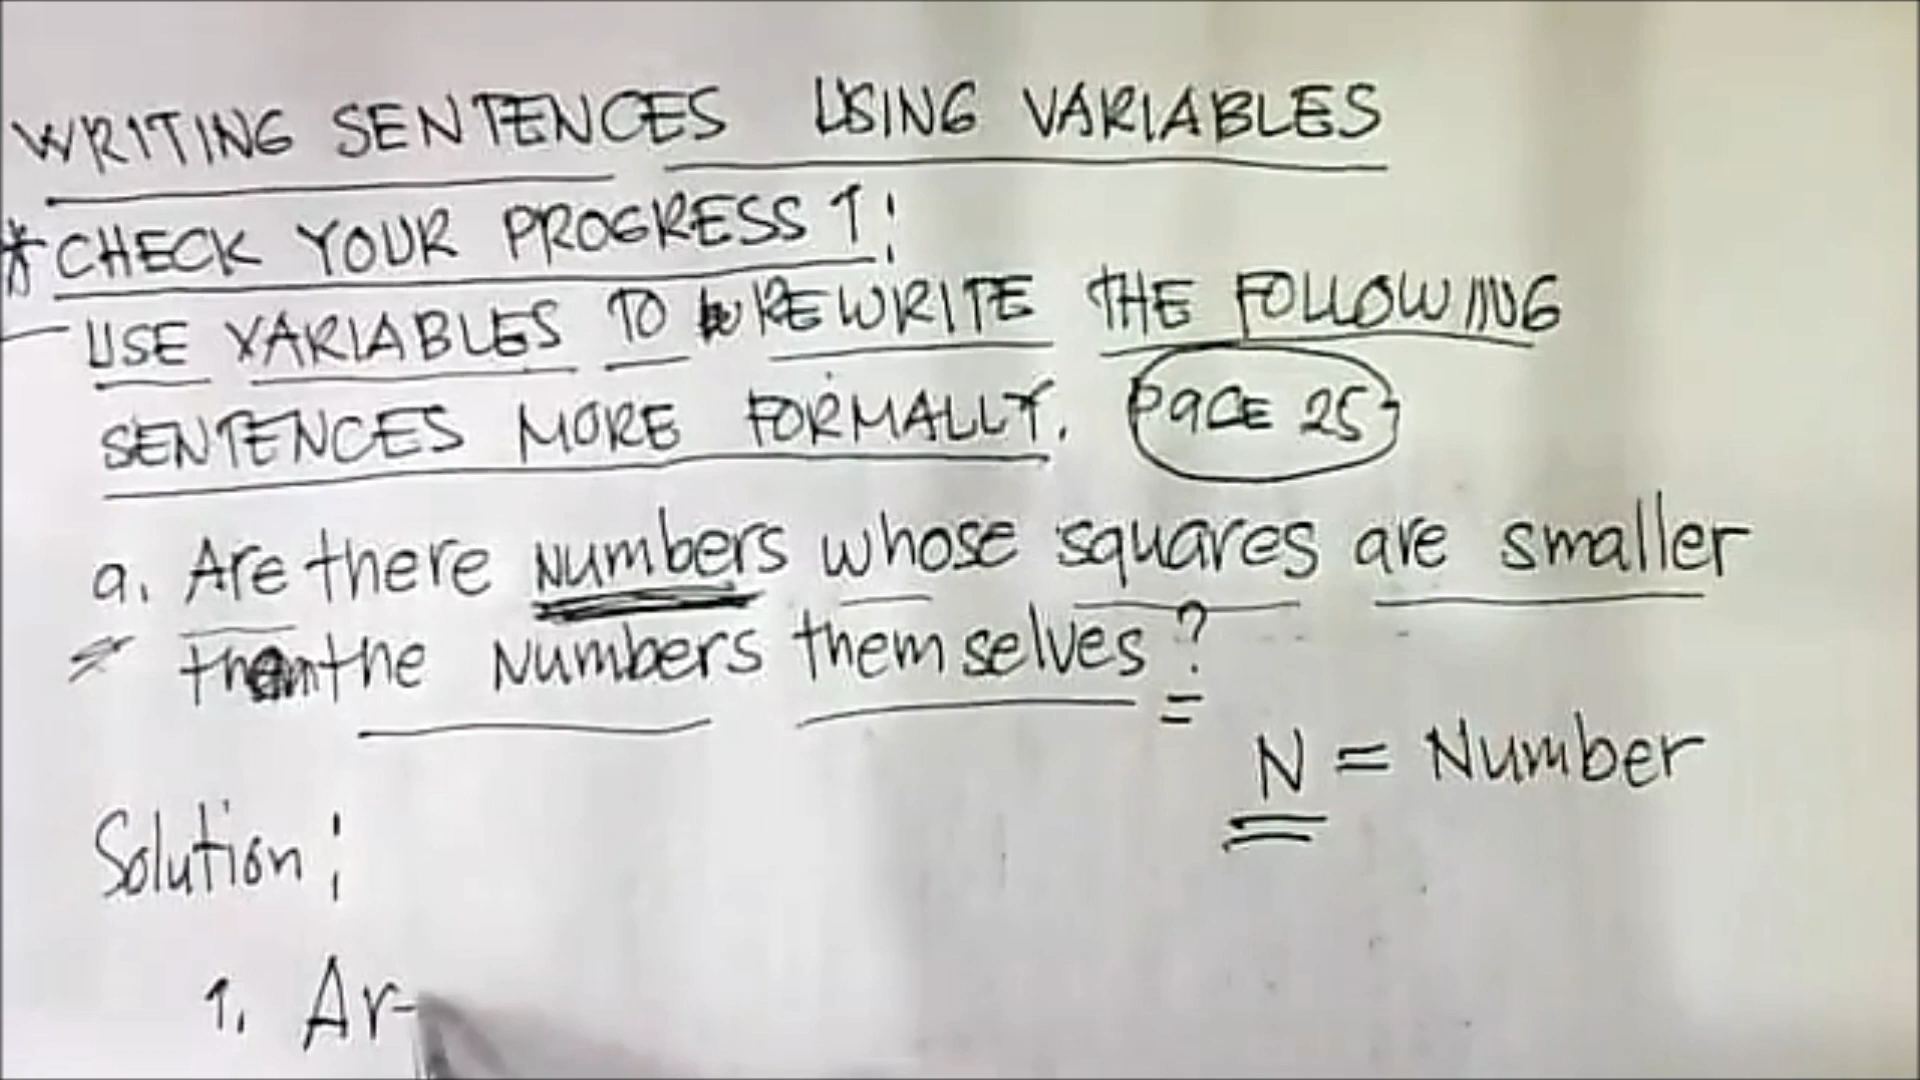 WRITING SENTENCES USING VARIABLES
* CHECK YOUR PROGRESS 1:
- USE VARIABLES TO REWRITE THE FOLLOWING
SENTENCES MORE FORMALLY. PAGE 25
a. Are there Numbers whose squares are smaller
than the Numbers themselves?
N = Number
Solution:
1. Ar